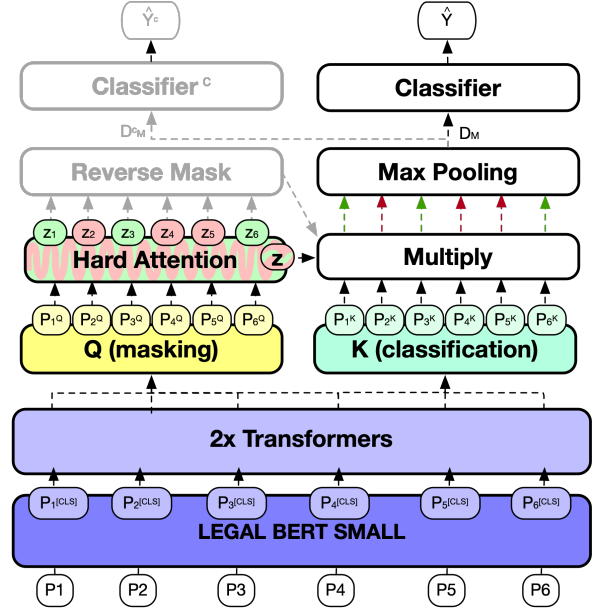 Ŷᶜ Ŷ
Classifier ᶜ Classifier
Dᶜᴍ Dᴍ
Reverse Mask Max Pooling
z1 z2 z3 z4 z5 z6
Hard Attention z Multiply
P1Q P2Q P3Q P4Q P5Q P6Q P1K P2K P3K P4K P5K P6K
Q (masking) K (classification)
2x Transformers
P1[CLS] P2[CLS] P3[CLS] P4[CLS] P5[CLS] P6[CLS]
LEGAL BERT SMALL
P1 P2 P3 P4 P5 P6